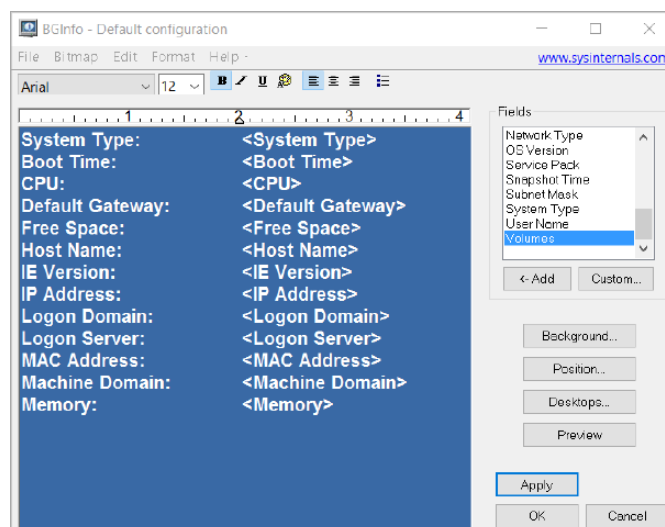 BGInfo - Default configuration
File Bitmap Edit Format Help -
www.sysinternals.com
Arial 12 B U
1 2 3 4
System Type: <System Type>
Boot Time: <Boot Time>
CPU: <CPU>
Default Gateway: <Default Gateway>
Free Space: <Free Space>
Host Name: <Host Name>
IE Version: <IE Version>
IP Address: <IP Address>
Logon Domain: <Logon Domain>
Logon Server: <Logon Server>
MAC Address: <MAC Address>
Machine Domain: <Machine Domain>
Memory: <Memory>
Fields
Network Type
OS Version
Service Pack
Snapshot Time
Subnet Mask
System Type
User Name
Volumes
<- Add Custom...
Background...
Position...
Desktops...
Preview
Apply
OK Cancel